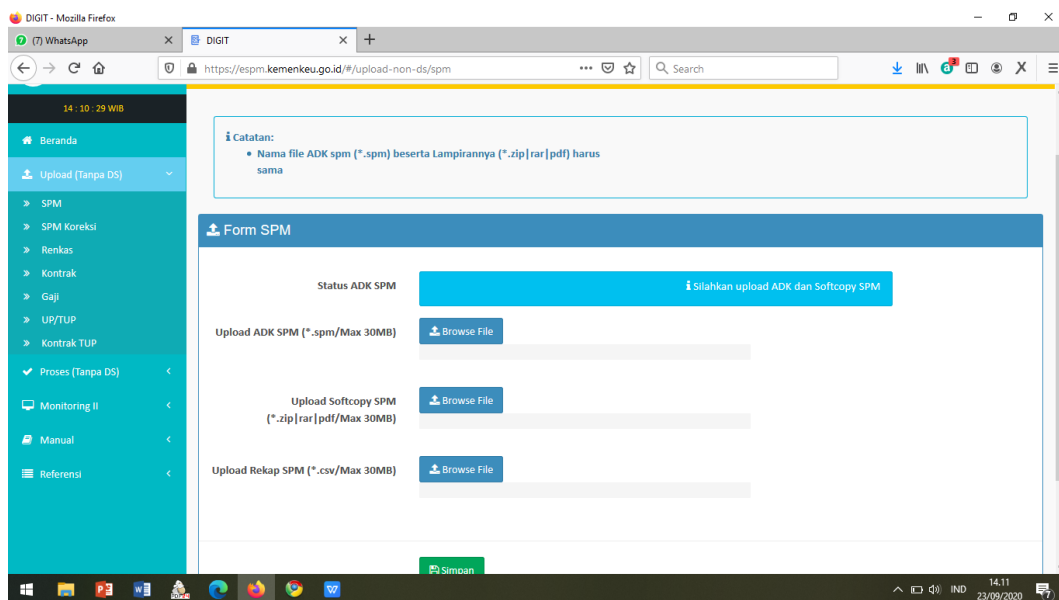 DIGIT - Mozilla Firefox
(7) WhatsApp
DIGIT
https://espm.kemenkeu.go.id/#/upload-non-ds/spm
Search
14 : 10 : 29 WIB
Beranda
Upload (Tanpa DS)
SPM
SPM Koreksi
Renkas
Kontrak
Gaji
UP/TUP
Kontrak TUP
Proses (Tanpa DS)
Monitoring II
Manual
Referensi
Catatan:
Nama file ADK spm (*.spm) beserta Lampirannya (*.zip|rar|pdf) harus
sama
Form SPM
Status ADK SPM
Silahkan upload ADK dan Softcopy SPM
Upload ADK SPM (*.spm/Max 30MB)
Browse File
Upload Softcopy SPM
(*.zip|rar|pdf/Max 30MB)
Browse File
Upload Rekap SPM (*.csv/Max 30MB)
Browse File
Simpan
IND
14.11
23/09/2020